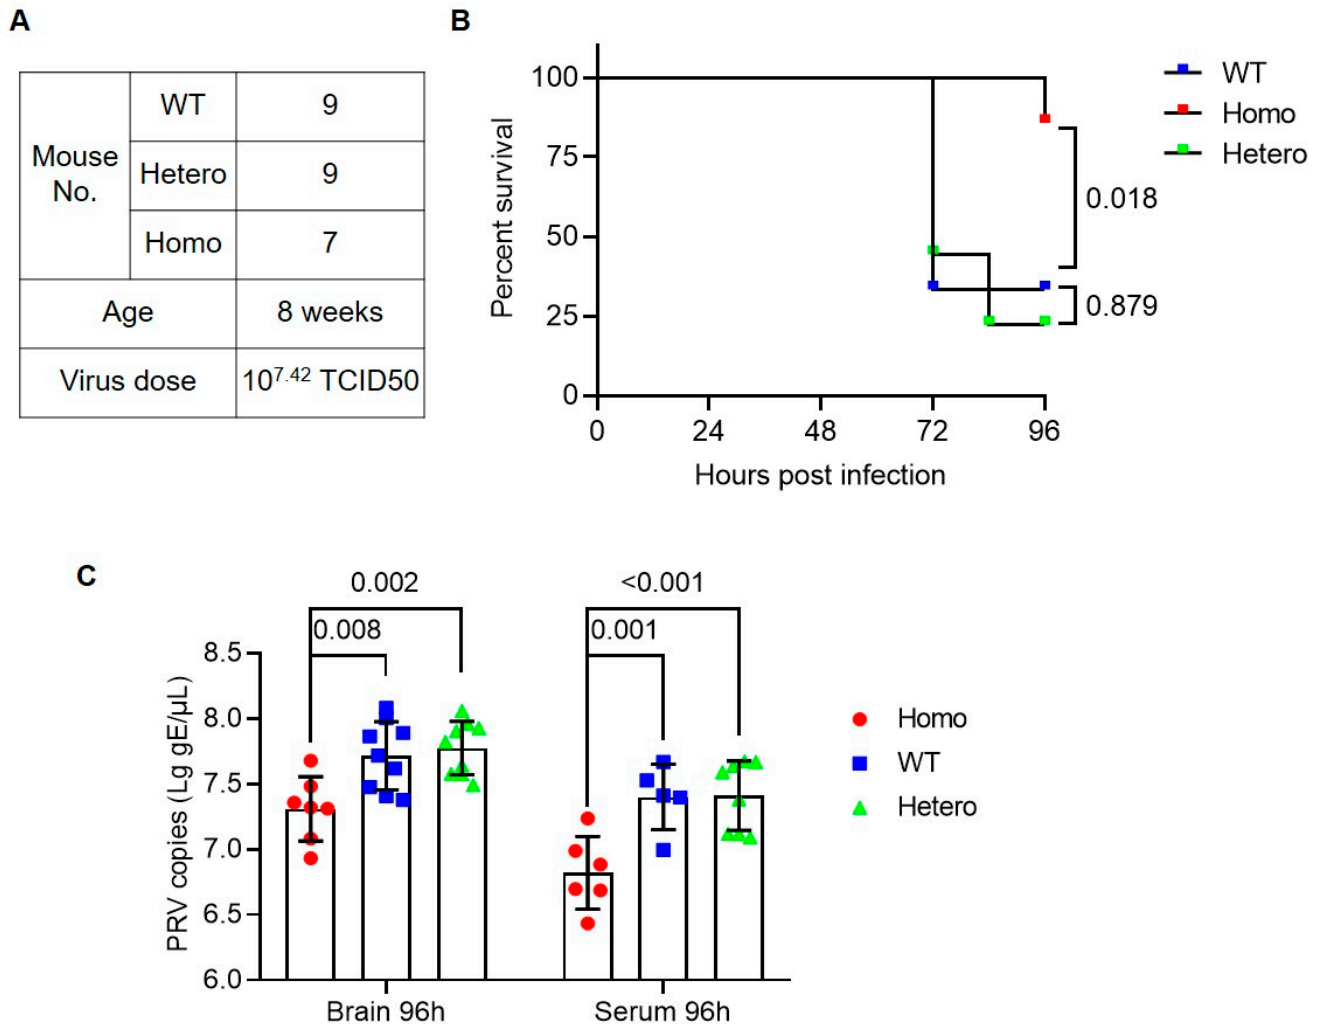 A
Mouse No.
WT 9
Hetero 9
Homo 7
Age 8 weeks
Virus dose 10^7.42 TCID50
B
Percent survival
100
75
50
25
0
0 24 48 72 96
Hours post infection
0.018
0.879
WT
Homo
Hetero
C
PRV copies (Lg gE/μL)
8.5
8.0
7.5
7.0
6.5
6.0
0.002
0.008
<0.001
0.001
Brain 96h
Serum 96h
Homo
WT
Hetero